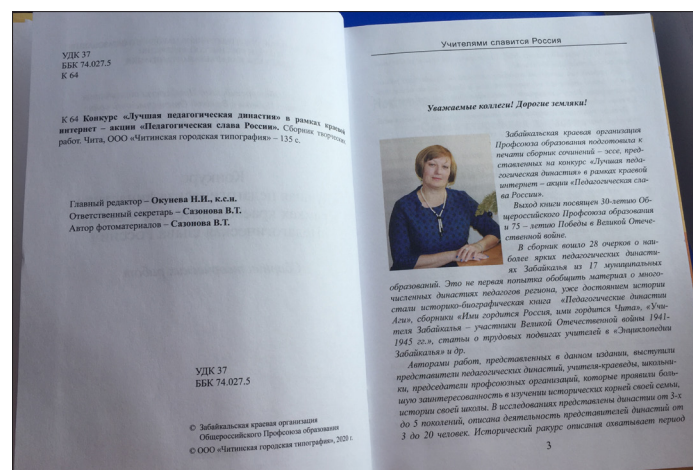 УДК 37
ББК 74.027.5
К 64
К 64 Конкурс «Лучшая педагогическая династия» в рамках краевой
интернет – акции «Педагогическая слава России». Сборник творческих
работ. Чита, ООО «Читинская городская типография» – 135 с.
Главный редактор – Окунева Н.И., к.с.н.
Ответственный секретарь – Сазонова В.Т.
Автор фотоматериалов – Сазонова В.Т.
УДК 37
ББК 74.027.5
© Забайкальская краевая организация
Общероссийского Профсоюза образования
© ООО «Читинская городская типография», 2020 г.
Учителями славится Россия
Уважаемые коллеги! Дорогие земляки!
Забайкальская краевая организация
Профсоюза образования подготовила к
печати сборник сочинений – эссе, пред-
ставленных на конкурс «Лучшая педа-
гогическая династия» в рамках краевой
интернет – акции «Педагогическая сла-
ва России».
Выход книги посвящен 30-летию Об-
щероссийского Профсоюза образования
и 75 – летию Победы в Великой Отече-
ственной войне.
В сборник вошло 28 очерков о наи-
более ярких педагогических династи-
ях Забайкалья из 17 муниципальных
образований. Это не первая попытка обобщить материал о много-
численных династиях педагогов региона, уже достоянием истории
стали историко-биографическая книга «Педагогические династии
Аги», сборники «Ими гордится Россия, ими гордится Чита», «Учи-
теля Забайкалья – участники Великой Отечественной войны 1941-
1945 гг.», статьи о трудовых подвигах учителей в «Энциклопедии
Забайкалья» и др.
Авторами работ, представленных в данном издании, выступили
представители педагогических династий, учителя-краеведы, школьни-
ки, председатели профсоюзных организаций, которые проявили боль-
шую заинтересованность в изучении исторических корней своей семьи,
истории своей школы. В исследованиях представлены династии от 3-х
до 5 поколений, описана деятельность представителей династий от
3 до 20 человек. Исторический ракурс описания охватывает период
3